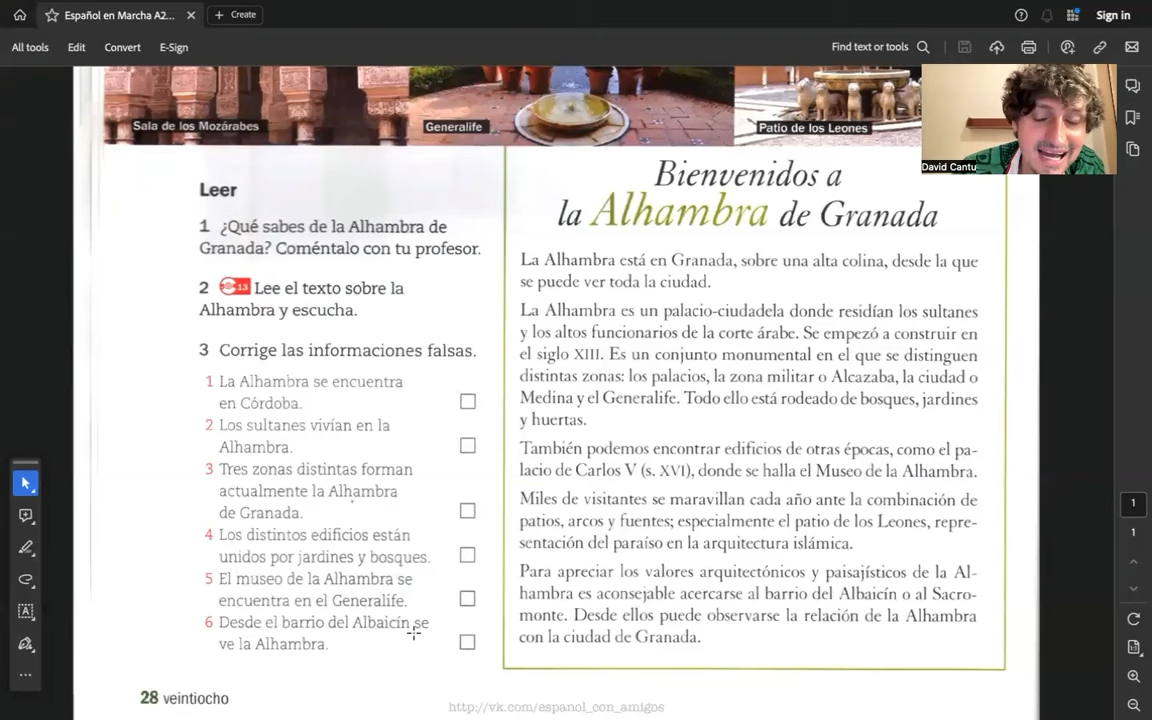 Español en Marcha A2...
Create
Sign in
All tools
Edit
Convert
E-Sign
Find text or tools
David Cantu
Sala de los Mozárabes
Generalife
Patio de los Leones
Leer
1 ¿Qué sabes de la Alhambra de
Granada? Coméntalo con tu profesor.
2 13 Lee el texto sobre la
Alhambra y escucha.
3 Corrige las informaciones falsas.
1 La Alhambra se encuentra
en Córdoba.
2 Los sultanes vivían en la
Alhambra.
3 Tres zonas distintas forman
actualmente la Alhambra
de Granada.
4 Los distintos edificios están
unidos por jardines y bosques.
5 El museo de la Alhambra se
encuentra en el Generalife.
6 Desde el barrio del Albaicín se
ve la Alhambra.
28 veintiocho
Bienvenidos a
la Alhambra de Granada
La Alhambra está en Granada, sobre una alta colina, desde la que
se puede ver toda la ciudad.
La Alhambra es un palacio-ciudadela donde residían los sultanes
y los altos funcionarios de la corte árabe. Se empezó a construir en
el siglo XIII. Es un conjunto monumental en el que se distinguen
distintas zonas: los palacios, la zona militar o Alcazaba, la ciudad o
Medina y el Generalife. Todo ello está rodeado de bosques, jardines
y huertas.
También podemos encontrar edificios de otras épocas, como el pa-
lacio de Carlos V (s. XVI), donde se halla el Museo de la Alhambra.
Miles de visitantes se maravillan cada año ante la combinación de
patios, arcos y fuentes; especialmente el patio de los Leones, repre-
sentación del paraíso en la arquitectura islámica.
Para apreciar los valores arquitectónicos y paisajísticos de la Al-
hambra es aconsejable acercarse al barrio del Albaicín o al Sacro-
monte. Desde ellos puede observarse la relación de la Alhambra
con la ciudad de Granada.
http://vk.com/espanol_con_amigos
1
1